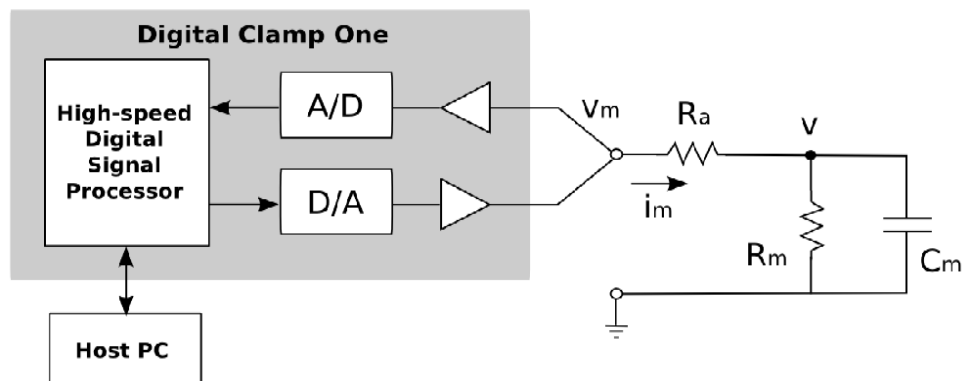 Digital Clamp One
High-speed
Digital
Signal
Processor
A/D
D/A
Host PC
Vm
Ra
v
im
Rm
Cm